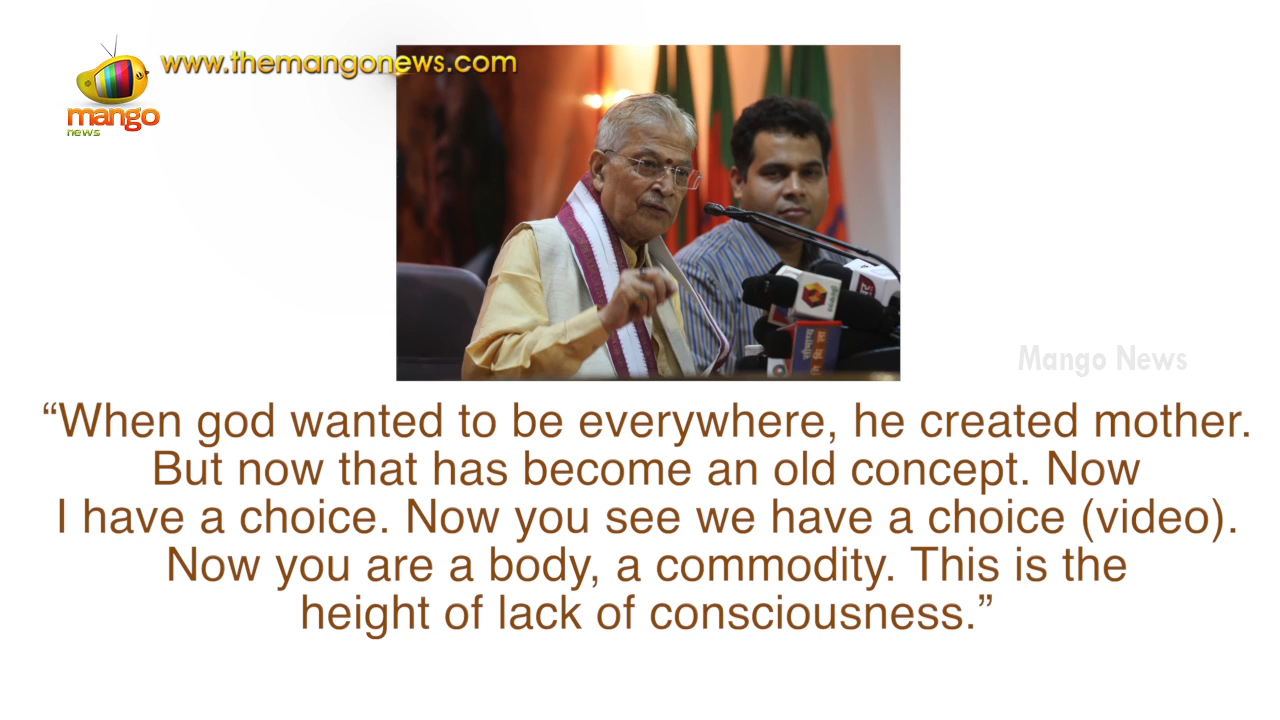 www.themangonews.com
mango
news
Mango News
“When god wanted to be everywhere, he created mother.
But now that has become an old concept. Now
I have a choice. Now you see we have a choice (video).
Now you are a body, a commodity. This is the
height of lack of consciousness.”